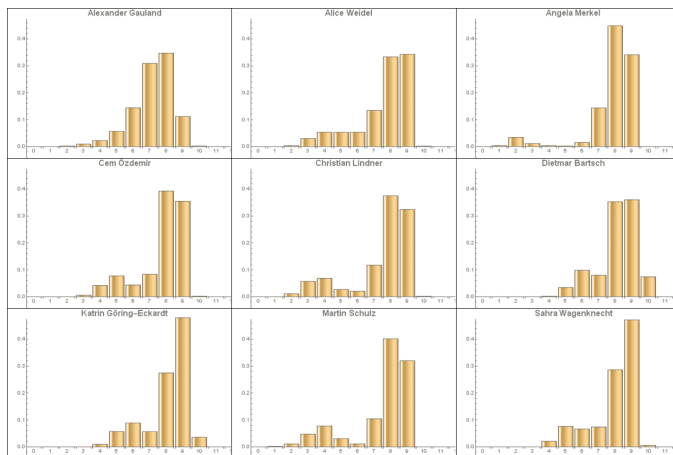 Alexander Gauland Alice Weidel Angela Merkel
0.4 0.4 0.4
0.3 0.3 0.3
0.2 0.2 0.2
0.1 0.1 0.1
0.0 0.0 0.0
0 1 2 3 4 5 6 7 8 9 10 11 0 1 2 3 4 5 6 7 8 9 10 11 0 1 2 3 4 5 6 7 8 9 10 11
Cem Özdemir Christian Lindner Dietmar Bartsch
0.4 0.4 0.4
0.3 0.3 0.3
0.2 0.2 0.2
0.1 0.1 0.1
0.0 0.0 0.0
0 1 2 3 4 5 6 7 8 9 10 11 0 1 2 3 4 5 6 7 8 9 10 11 0 1 2 3 4 5 6 7 8 9 10 11
Katrin Göring–Eckardt Martin Schulz Sahra Wagenknecht
0.4 0.4 0.4
0.3 0.3 0.3
0.2 0.2 0.2
0.1 0.1 0.1
0.0 0.0 0.0
0 1 2 3 4 5 6 7 8 9 10 11 0 1 2 3 4 5 6 7 8 9 10 11 0 1 2 3 4 5 6 7 8 9 10 11